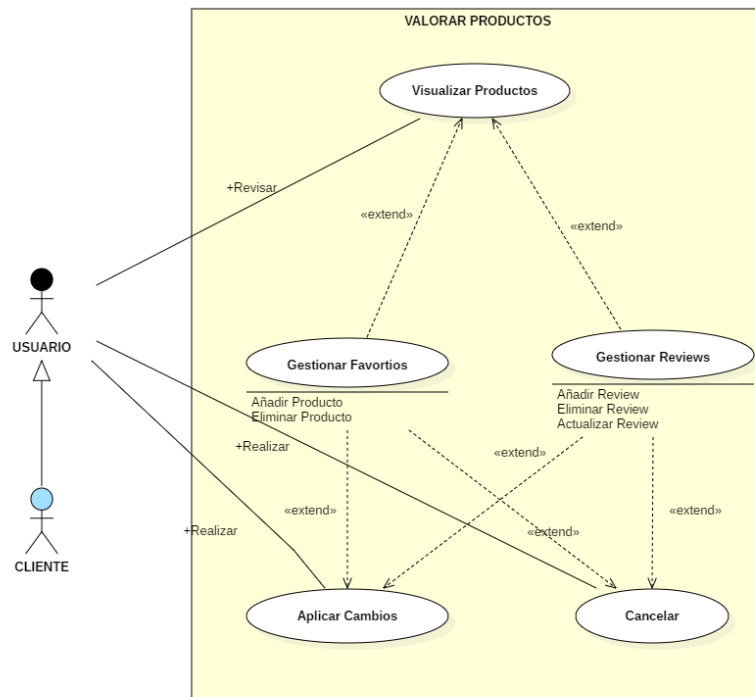 VALORAR PRODUCTOS
Visualizar Productos
+Revisar
«extend»
«extend»
USUARIO
Gestionar Favortios
Gestionar Reviews
Añadir Producto
Eliminar Producto
Añadir Review
Eliminar Review
Actualizar Review
+Realizar
«extend»
«extend»
«extend»
«extend»
+Realizar
CLIENTE
Aplicar Cambios
Cancelar